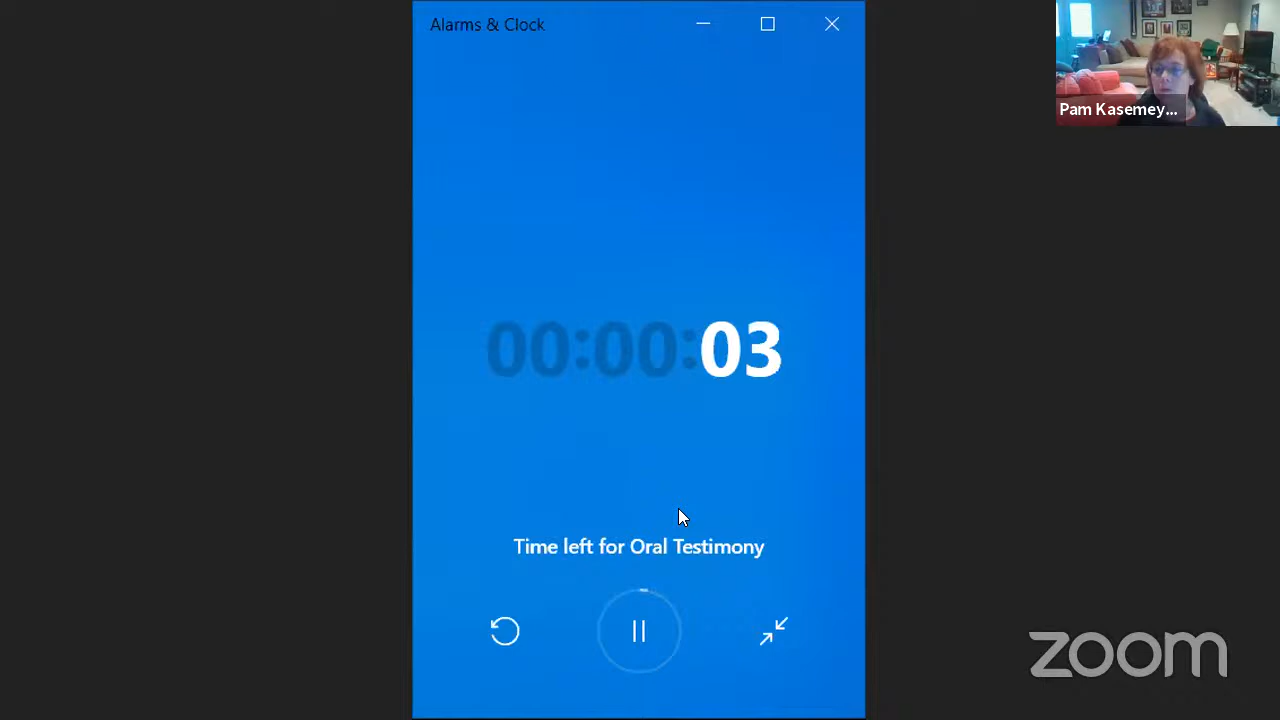 Alarms & Clock
Pam Kasemey...
00:00:03
Time left for Oral Testimony
zoom